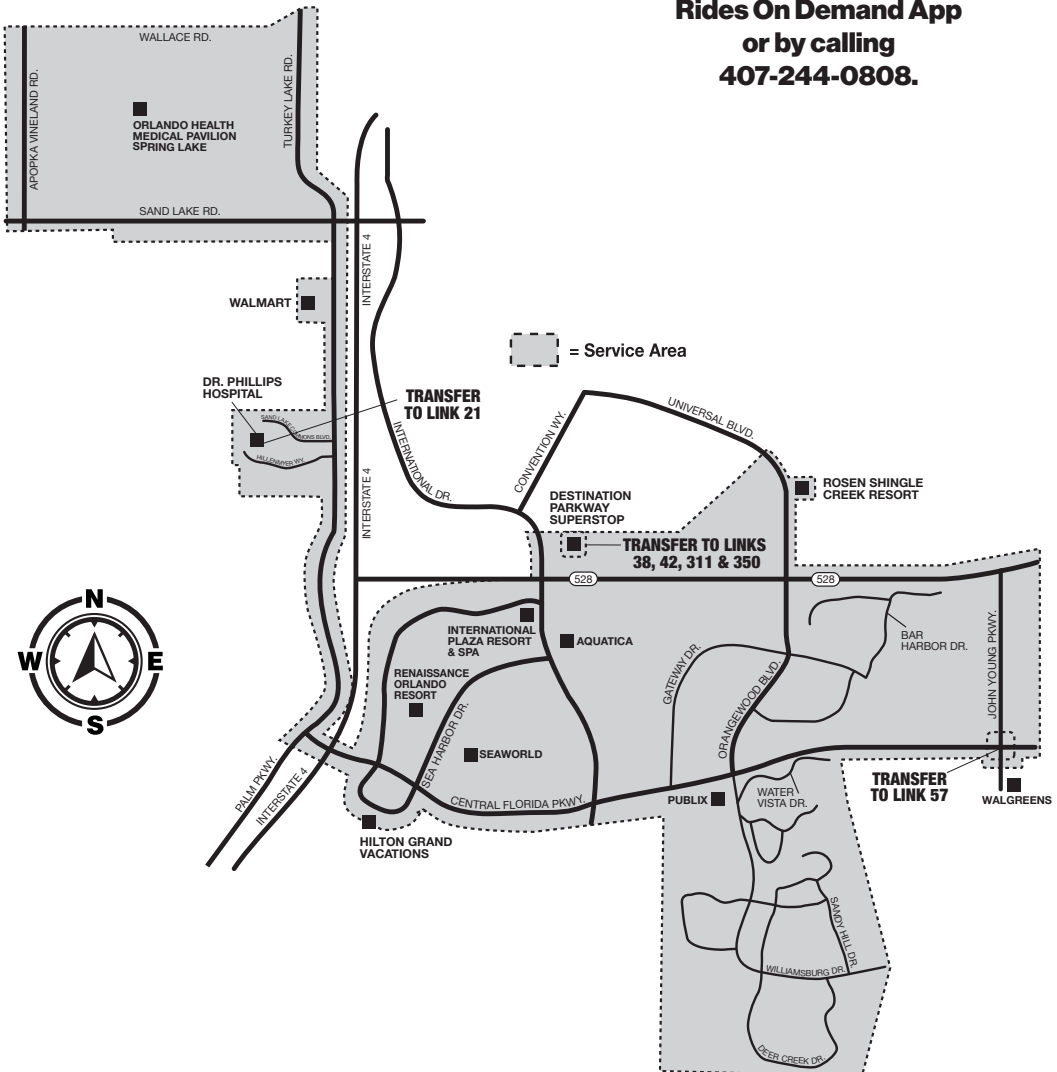 Rides On Demand App
or by calling
407-244-0808.
WALLACE RD.
APOPKA VINELAND RD.
TURKEY LAKE RD.
ORLANDO HEALTH
MEDICAL PAVILION
SPRING LAKE
SAND LAKE RD.
INTERSTATE 4
WALMART
= Service Area
DR. PHILLIPS
HOSPITAL
TRANSFER
TO LINK 21
SAND LAKE COMMONS BLVD.
HILLENMYER WY.
INTERNATIONAL DR.
CONVENTION WY.
UNIVERSAL BLVD.
INTERSTATE 4
DESTINATION
PARKWAY
SUPERSTOP
ROSEN SHINGLE
CREEK RESORT
TRANSFER TO LINKS
38, 42, 311 & 350
528
528
N
W
E
S
INTERNATIONAL
PLAZA RESORT
& SPA
AQUATICA
BAR
HARBOR DR.
JOHN YOUNG PKWY.
RENAISSANCE
ORLANDO
RESORT
GATEWAY DR.
ORANGEWOOD BLVD.
SEA HARBOR DR.
SEAWORLD
PALM PKWY.
INTERSTATE 4
CENTRAL FLORIDA PKWY.
PUBLIX
WATER
VISTA DR.
TRANSFER
TO LINK 57
WALGREENS
HILTON GRAND
VACATIONS
SANDY HILL DR.
WILLIAMSBURG DR.
DEER CREEK DR.